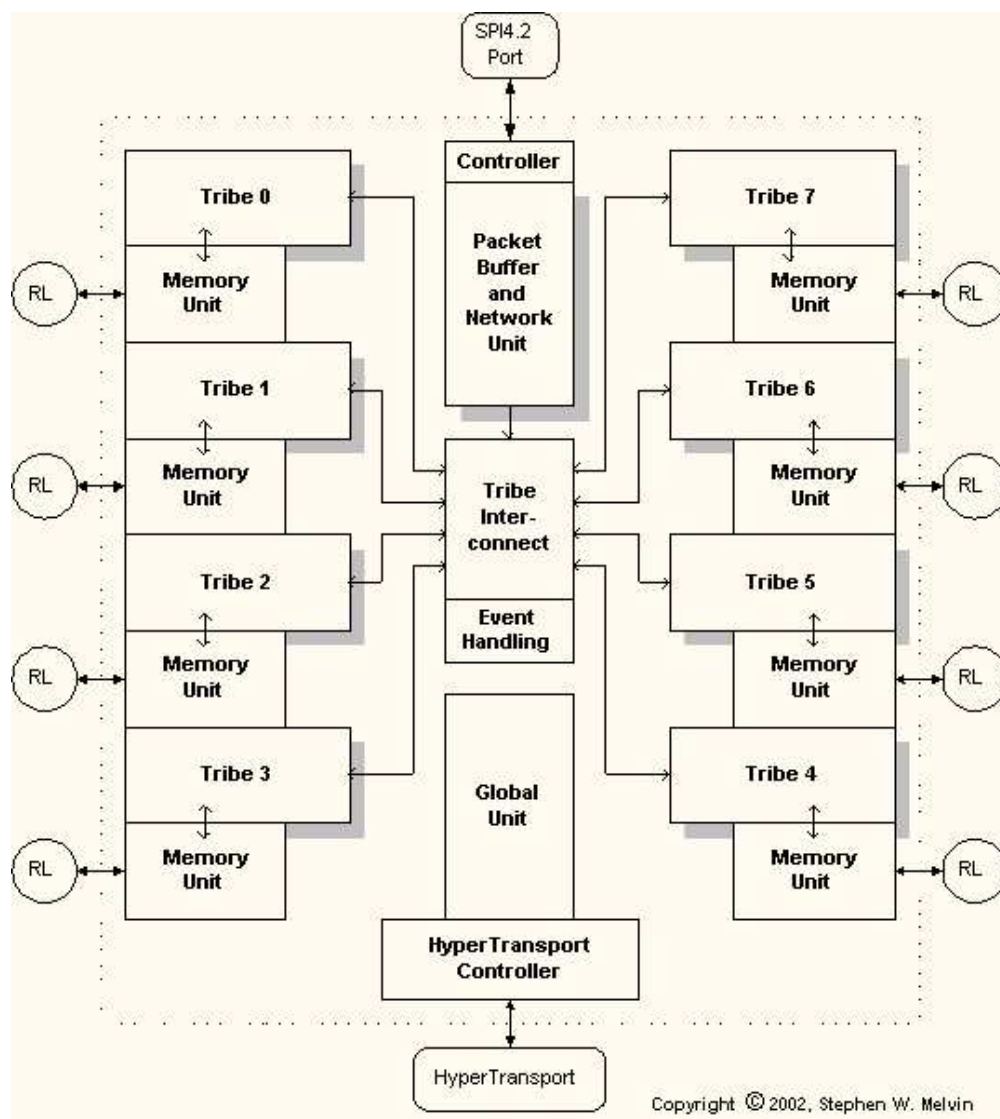 SPI4.2
Port
Controller
Packet
Buffer
and
Network
Unit
Tribe 0
Memory
Unit
RL
Tribe 1
Memory
Unit
RL
Tribe 2
Memory
Unit
RL
Tribe 3
Memory
Unit
RL
Tribe
Inter-
connect
Event
Handling
Global
Unit
HyperTransport
Controller
HyperTransport
Tribe 7
Memory
Unit
RL
Tribe 6
Memory
Unit
RL
Tribe 5
Memory
Unit
RL
Tribe 4
Memory
Unit
RL
Copyright © 2002, Stephen W. Melvin